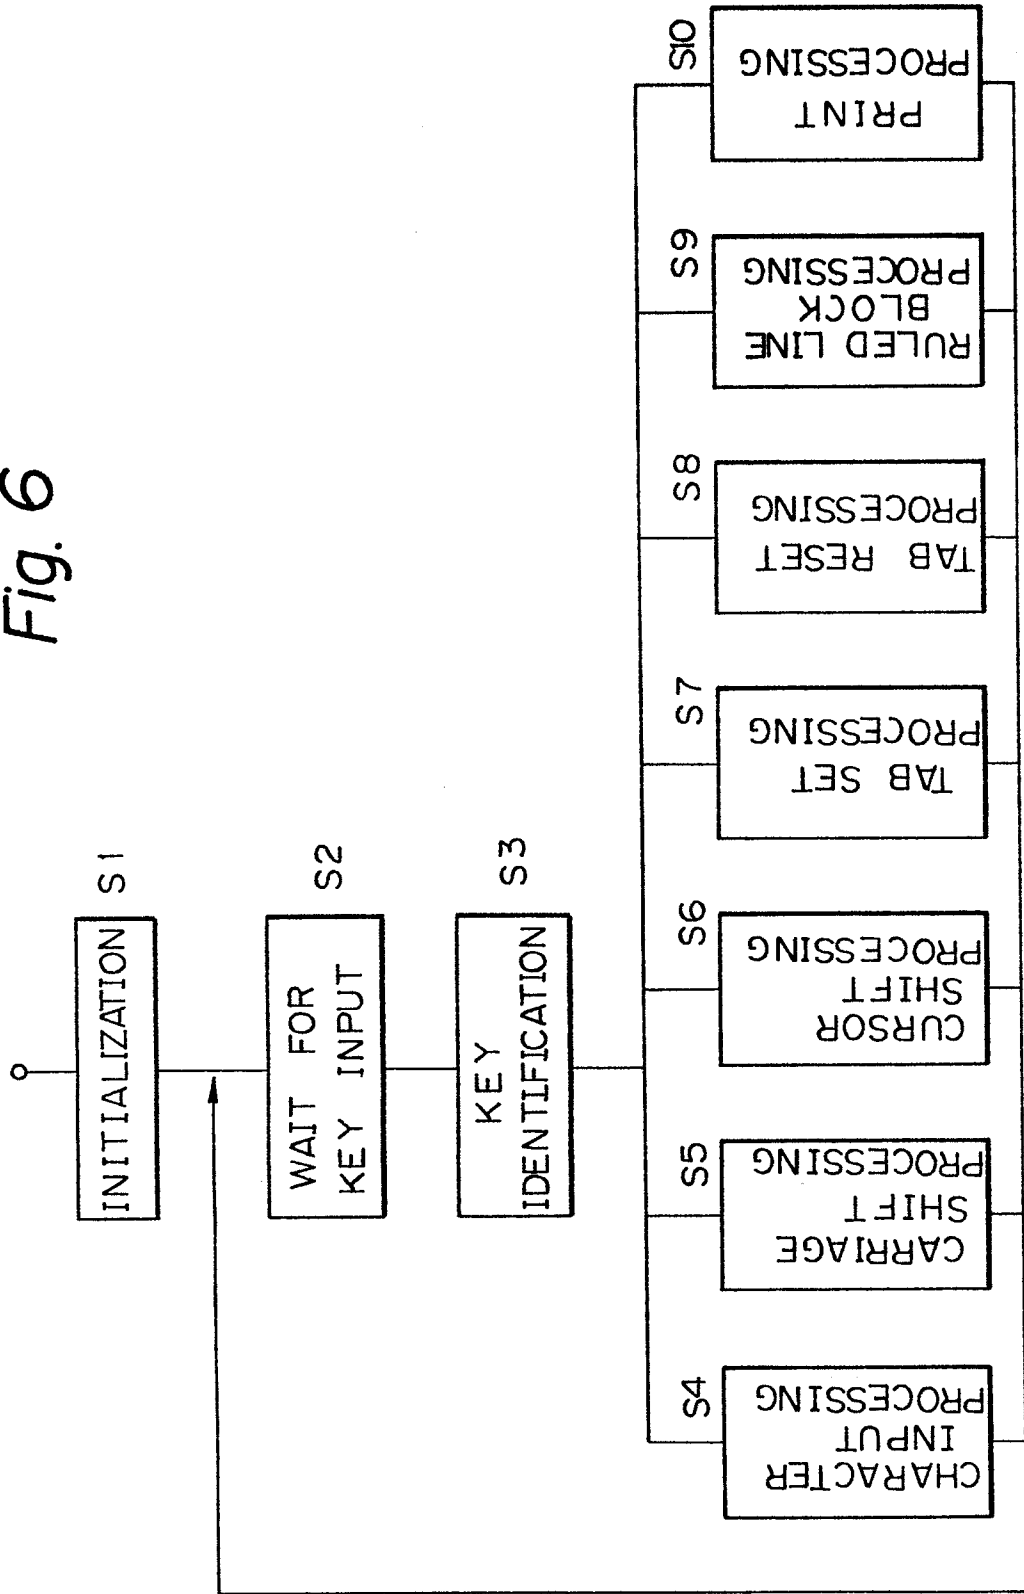 Fig. 6
INITIALIZATION
S1
WAIT FOR
KEY INPUT
S2
KEY
IDENTIFICATION
S3
S4
CHARACTER
INPUT
PROCESSING
S5
CARRIAGE
SHIFT
PROCESSING
S6
CURSOR
SHIFT
PROCESSING
S7
TAB SET
PROCESSING
S8
TAB RESET
PROCESSING
S9
RULED LINE
BLOCK
PROCESSING
S10
PRINT
PROCESSING